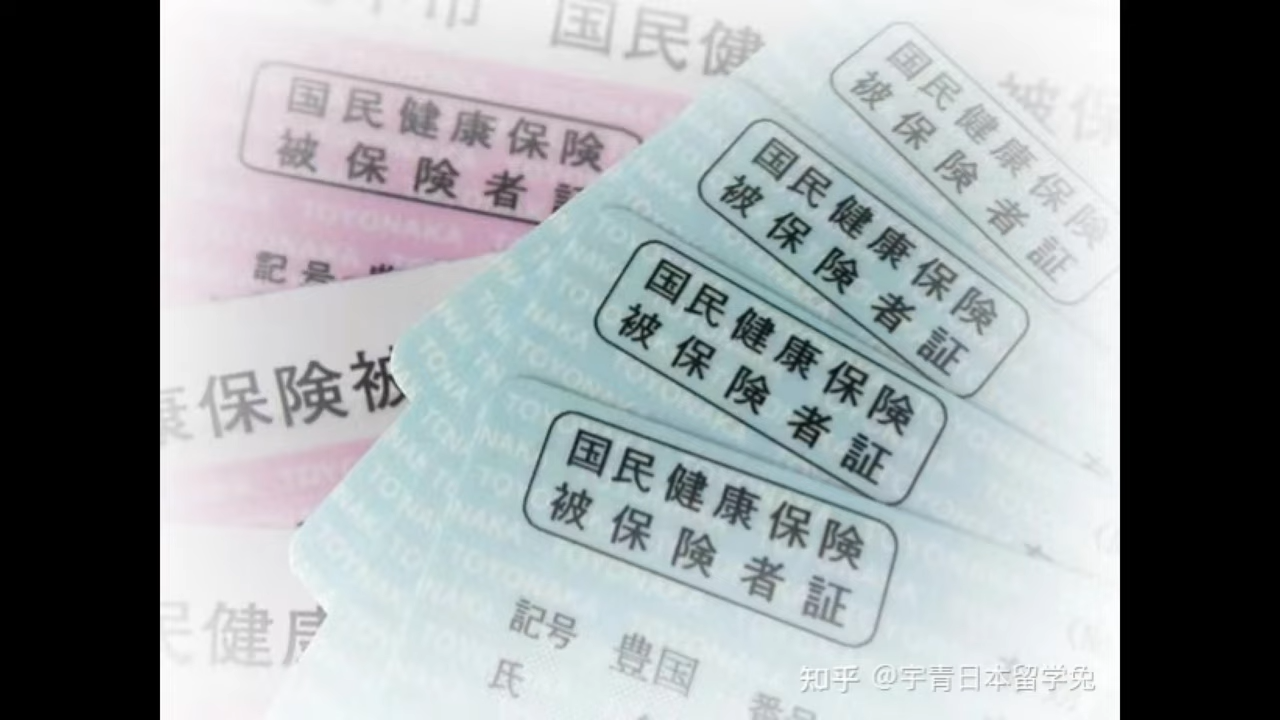 国民健
国民健康保険
被保険者証
被保
国民健康保険
被保険者
国民健康保険
被保険者証
TOYONAKA
記号
国民健康保険
被保険者証
康保険被
国民健康保険
被保険者証
民健康
記号 豊国
氏
番号
知乎 @宇青日本留学兔